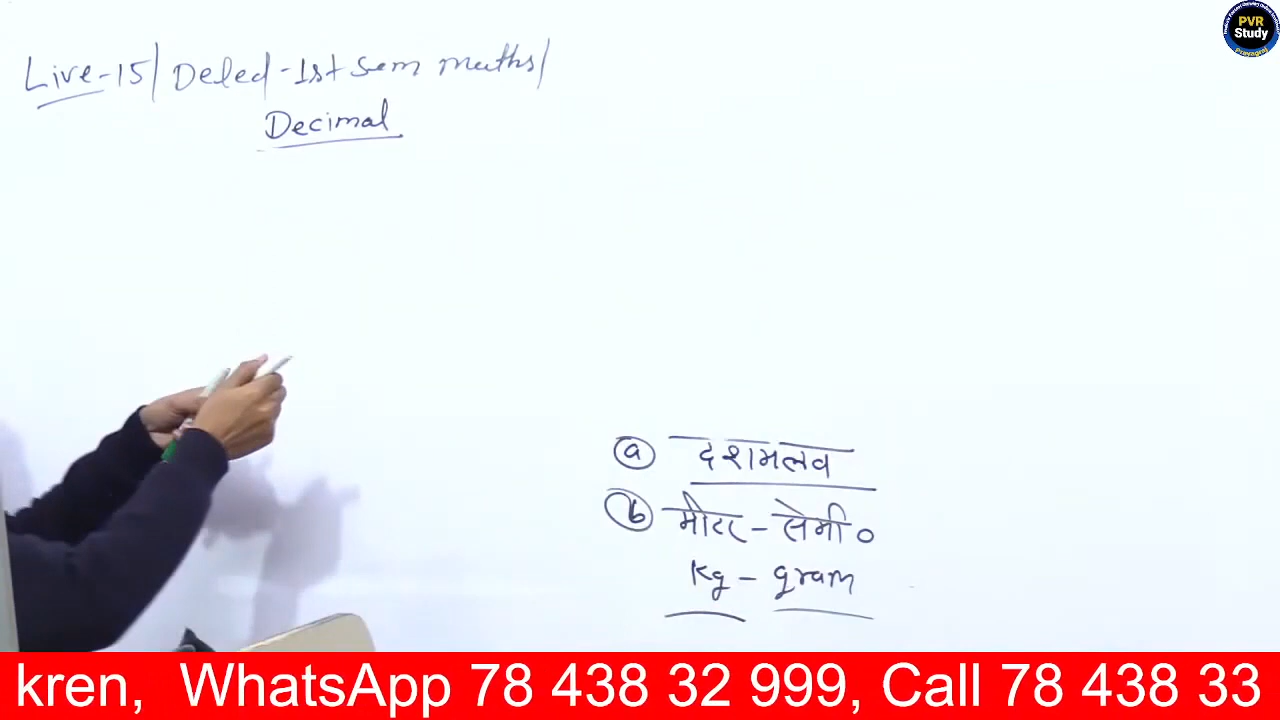 Live-15/ Deled-1st Sem maths/
Decimal
PVR
Study
Prayagraj
a दशमलव
b मीटर - सेमी०
Kg - gram
kren, WhatsApp 78 438 32 999, Call 78 438 33